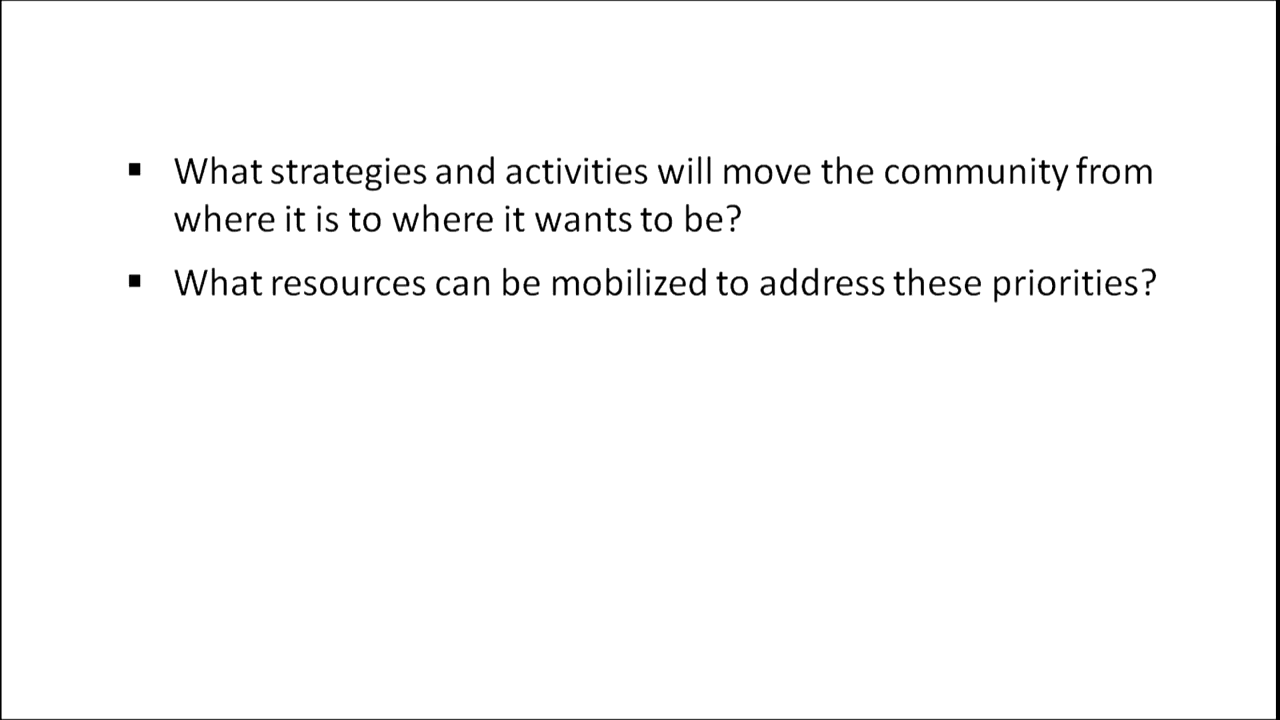 ▪ What strategies and activities will move the community from
where it is to where it wants to be?
▪ What resources can be mobilized to address these priorities?